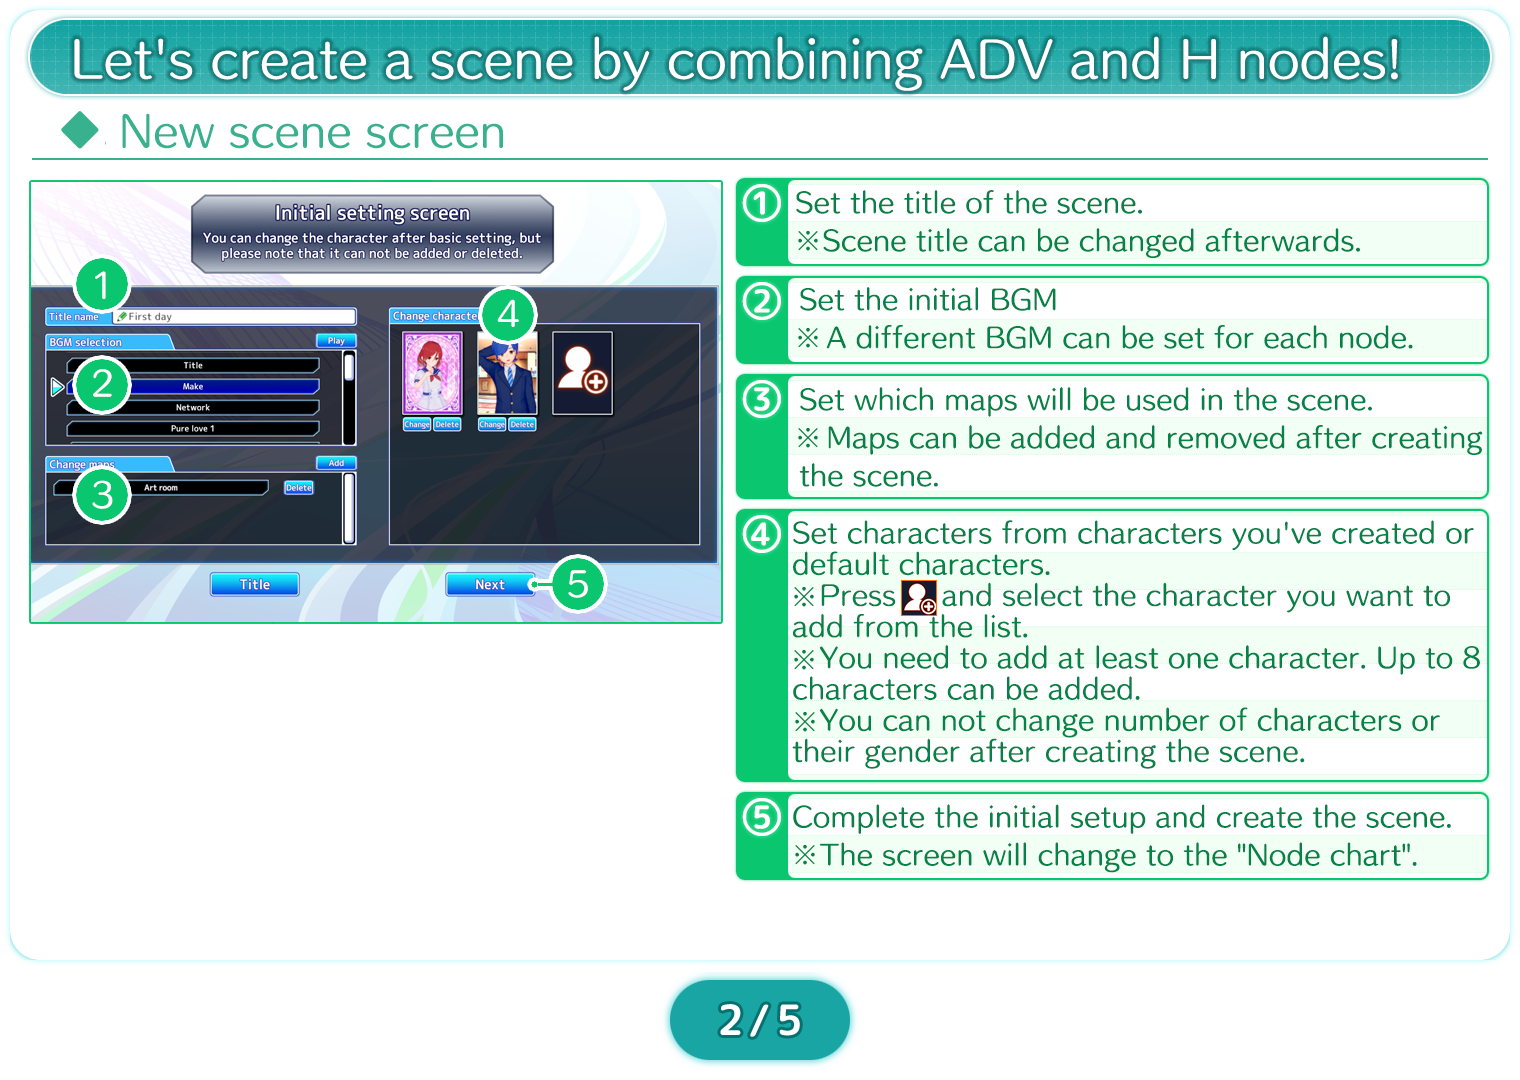 Let's create a scene by combining ADV and H nodes!
◆ New scene screen
Initial setting screen
You can change the character after basic setting, but
please note that it can not be added or deleted.
1
Title name
First day
BGM selection
Play
Title
2
Make
Network
Pure love 1
Change maps
Add
3
Art room
Delete
4
Change character
Change
Delete
Change
Delete
Title
Next
5
① Set the title of the scene.
※Scene title can be changed afterwards.
② Set the initial BGM
※ A different BGM can be set for each node.
③ Set which maps will be used in the scene.
※ Maps can be added and removed after creating
the scene.
④ Set characters from characters you've created or
default characters.
※Press and select the character you want to
add from the list.
※You need to add at least one character. Up to 8
characters can be added.
※You can not change number of characters or
their gender after creating the scene.
⑤ Complete the initial setup and create the scene.
※The screen will change to the "Node chart".
2/5